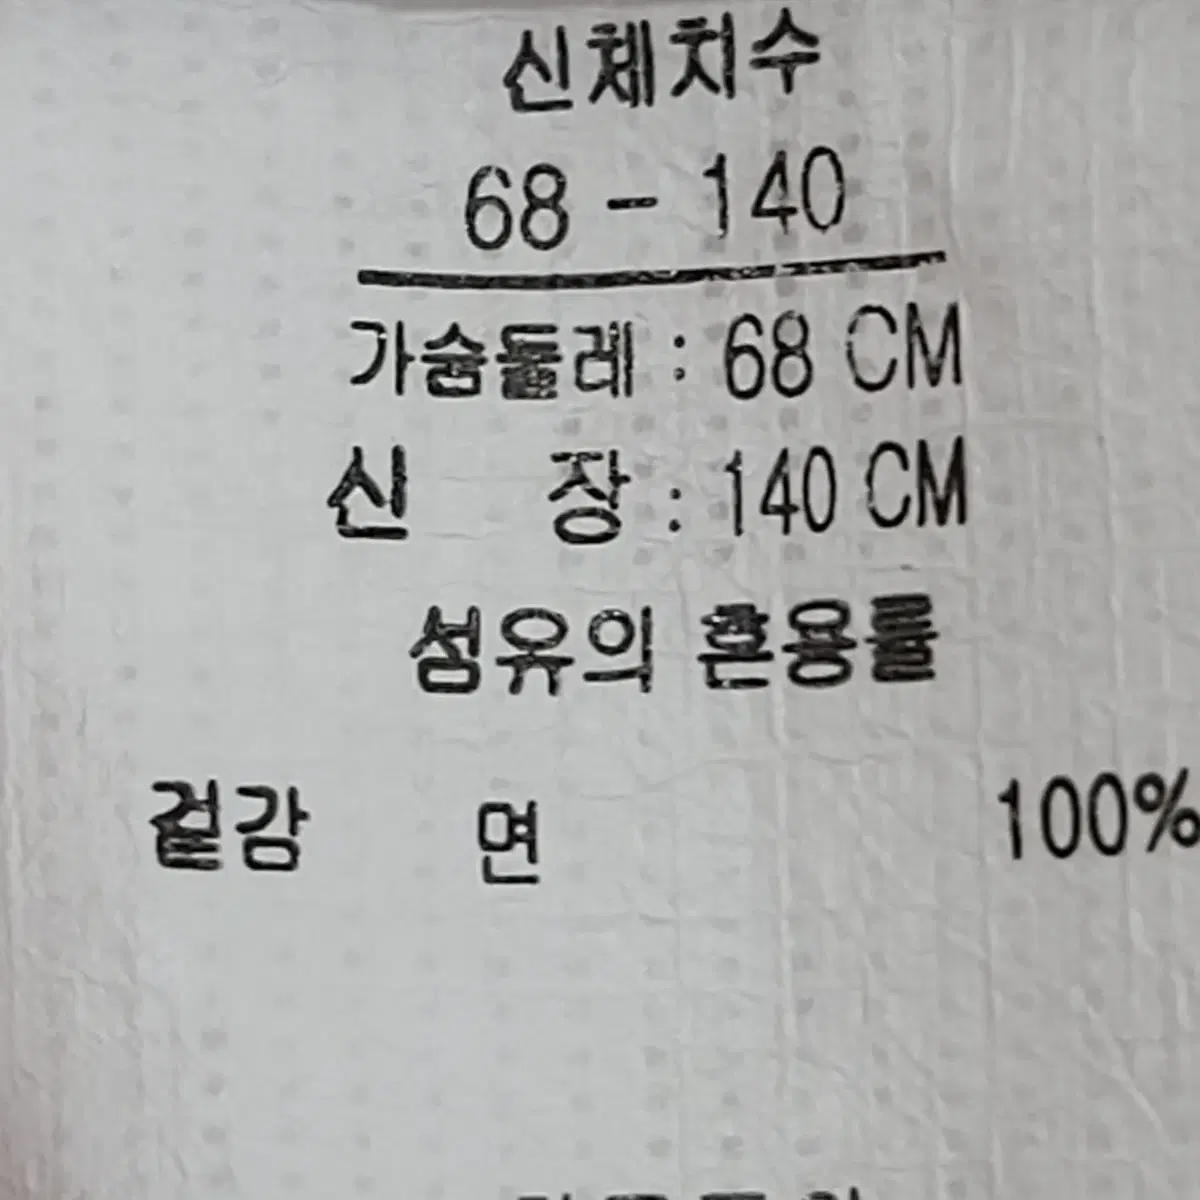 신체치수
68 - 140
가슴둘레 : 68 CM
신 장 : 140 CM
섬유의 혼용률
겉감 면 100%